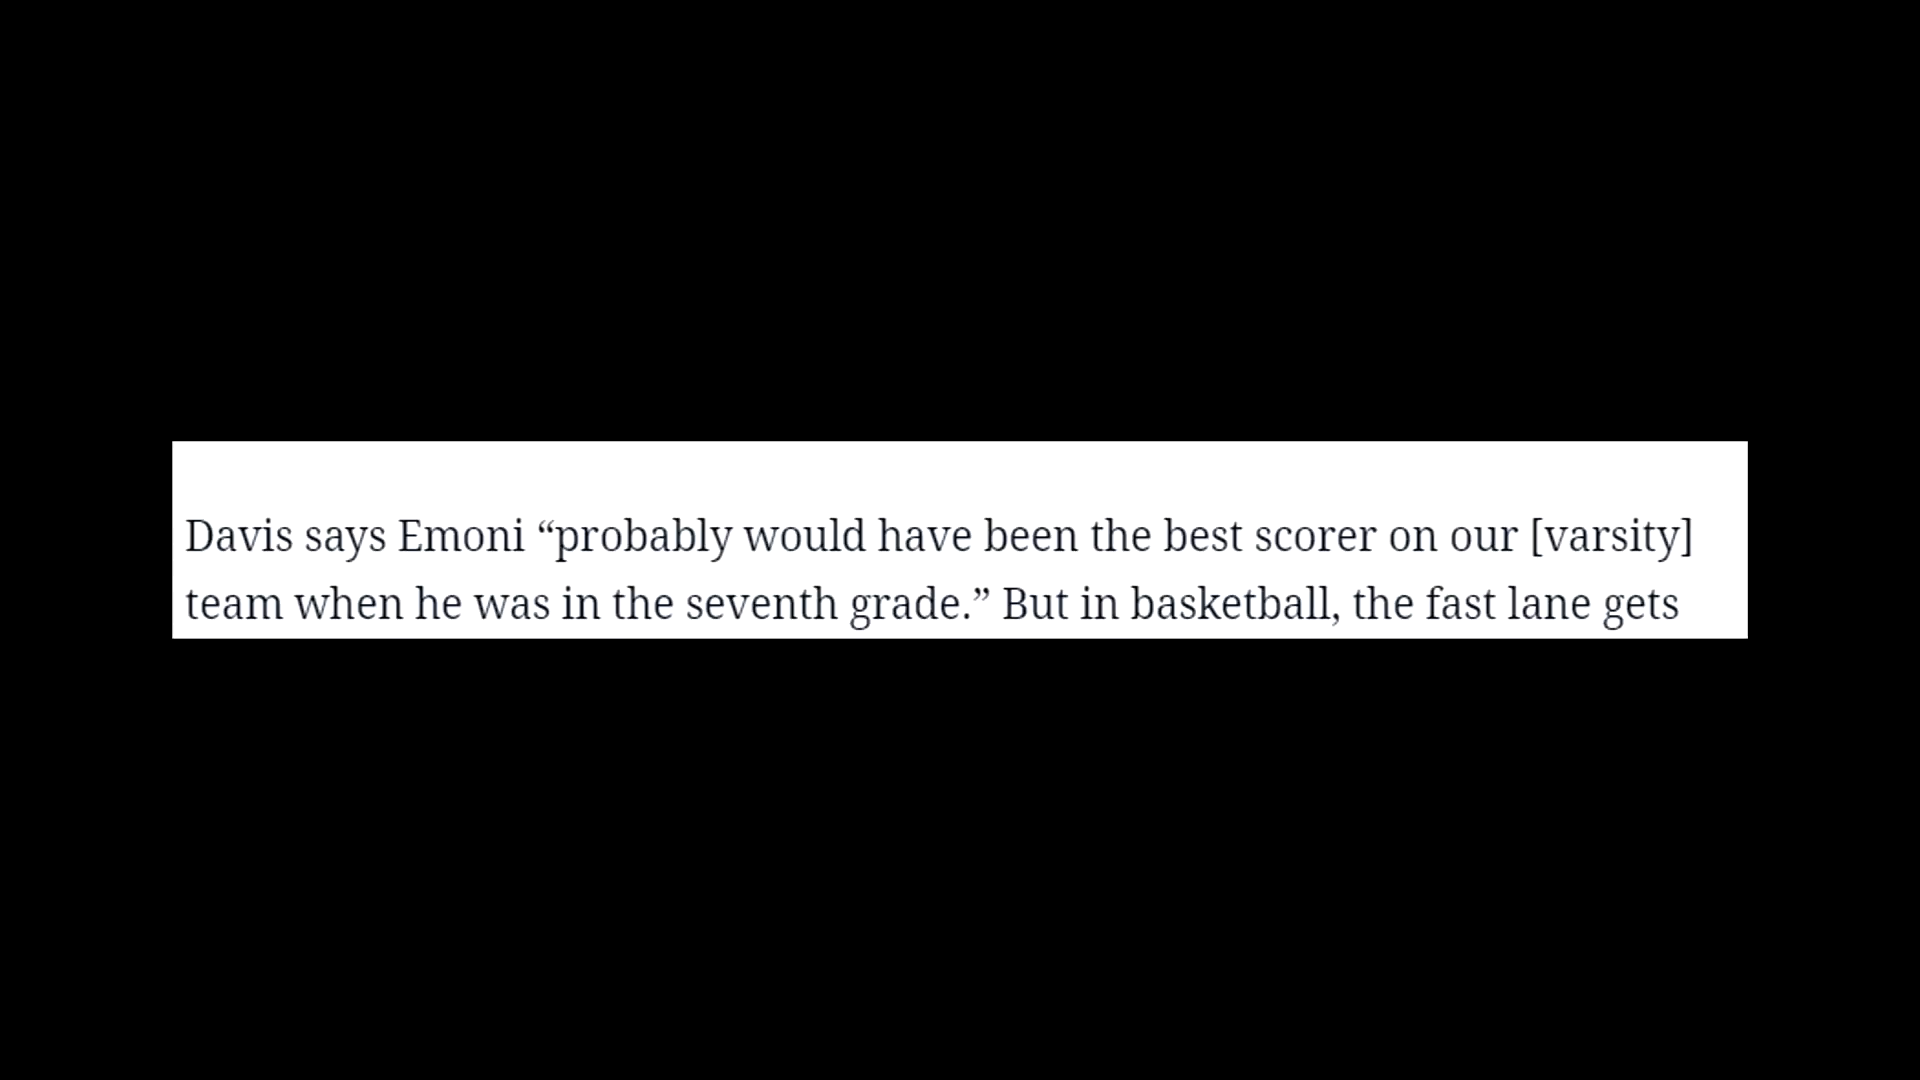 Davis says Emoni “probably would have been the best scorer on our [varsity]
team when he was in the seventh grade.” But in basketball, the fast lane gets